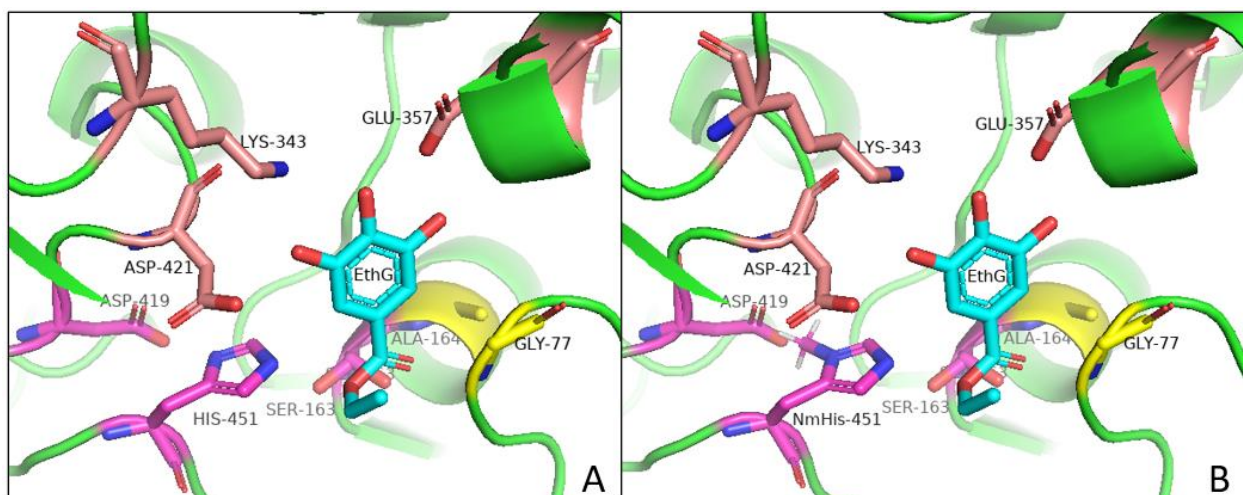 GLU-357
LYS-343
EthG
ASP-421
ASP-419
ALA-164
GLY-77
SER-163
HIS-451
A
GLU-357
LYS-343
EthG
ASP-421
ASP-419
ALA-164
GLY-77
SER-163
NmHis-451
B